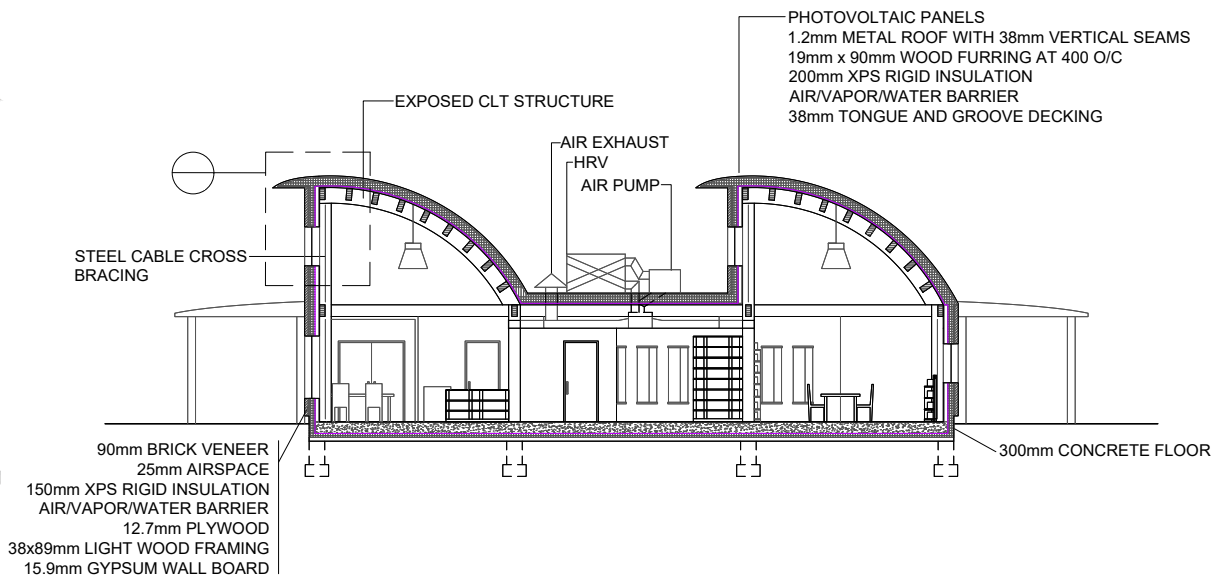 PHOTOVOLTAIC PANELS
1.2mm METAL ROOF WITH 38mm VERTICAL SEAMS
19mm x 90mm WOOD FURRING AT 400 O/C
200mm XPS RIGID INSULATION
AIR/VAPOR/WATER BARRIER
38mm TONGUE AND GROOVE DECKING
EXPOSED CLT STRUCTURE
AIR EXHAUST
HRV
AIR PUMP
STEEL CABLE CROSS
BRACING
90mm BRICK VENEER
25mm AIRSPACE
150mm XPS RIGID INSULATION
AIR/VAPOR/WATER BARRIER
12.7mm PLYWOOD
38x89mm LIGHT WOOD FRAMING
15.9mm GYPSUM WALL BOARD
300mm CONCRETE FLOOR